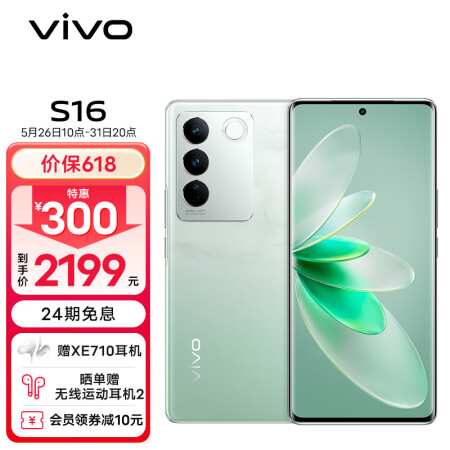 vivo
S16
5月26日10点-31日20点
价保618
特惠
¥300
到手价 2199元
24期免息
赠XE710耳机
晒单赠
无线运动耳机2
会员领券减10元
vivo